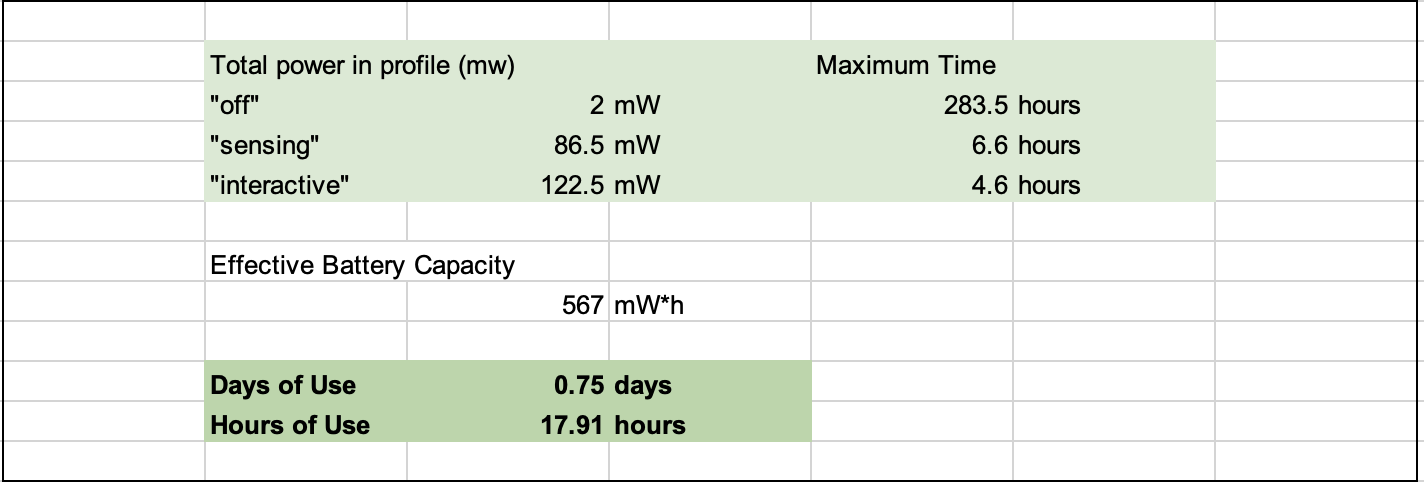 Total power in profile (mw) Maximum Time
"off" 2 mW 283.5 hours
"sensing" 86.5 mW 6.6 hours
"interactive" 122.5 mW 4.6 hours
Effective Battery Capacity
567 mW*h
Days of Use 0.75 days
Hours of Use 17.91 hours